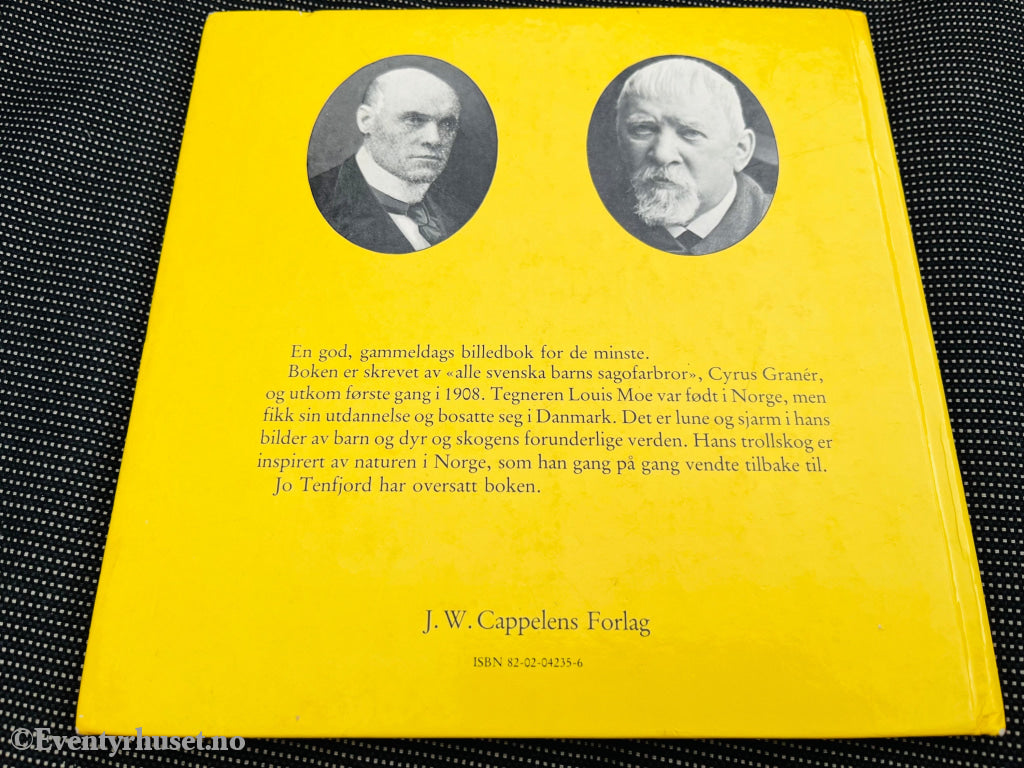 En god, gammeldags billedbok for de minste.
Boken er skrevet av «alle svenska barns sagofarbror», Cyrus Granér,
og utkom første gang i 1908. Tegneren Louis Moe var født i Norge, men
fikk sin utdannelse og bosatte seg i Danmark. Det er lune og sjarm i hans
bilder av barn og dyr og skogens forunderlige verden. Hans trollskog er
inspirert av naturen i Norge, som han gang på gang vendte tilbake til.
Jo Tenfjord har oversatt boken.
J. W. Cappelens Forlag
ISBN 82-02-04235-6
©Eventyrhuset.no